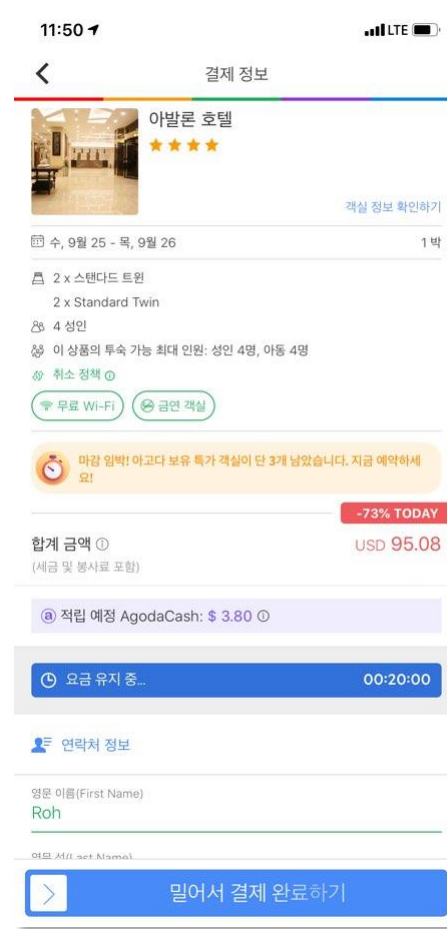 11:50
LTE
결제 정보
아발론 호텔
객실 정보 확인하기
수, 9월 25 - 목, 9월 26
1박
2 x 스탠다드 트윈
2 x Standard Twin
4 성인
이 상품의 투숙 가능 최대 인원: 성인 4명, 아동 4명
취소 정책
무료 Wi-Fi
금연 객실
마감 임박! 아고다 보유 특가 객실이 단 3개 남았습니다. 지금 예약하세
요!
-73% TODAY
합계 금액
USD 95.08
(세금 및 봉사료 포함)
a 적립 예정 AgodaCash: $ 3.80
요금 유지 중...
00:20:00
연락처 정보
영문 이름(First Name)
Roh
영문 성(Last Name)
밀어서 결제 완료하기